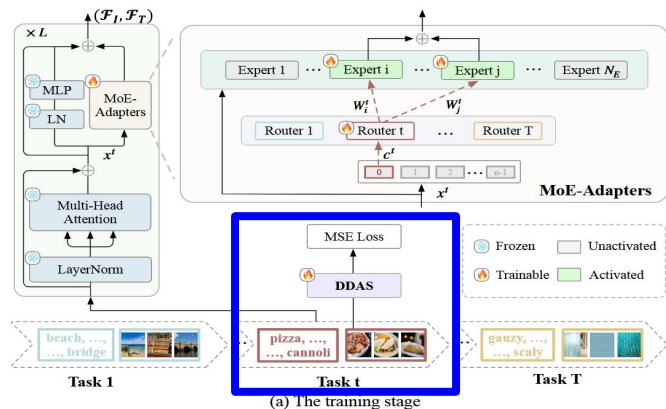 (𝓕_I, 𝓕_T)
× L
MLP
LN
MoE-
Adapters
x^t
Multi-Head
Attention
LayerNorm
Expert 1 ... Expert i ... Expert j ... Expert N_E
W_i^t W_j^t
Router 1 Router t ... Router T
c^t
0 1 2 ... n-1
x^t
MoE-Adapters
MSE Loss
DDAS
Frozen Unactivated
Trainable Activated
beach, ...,
..., bridge
pizza, ...,
..., cannoli
gauzy, ...,
..., scaly
Task 1 ... Task t ... Task T
(a) The training stage